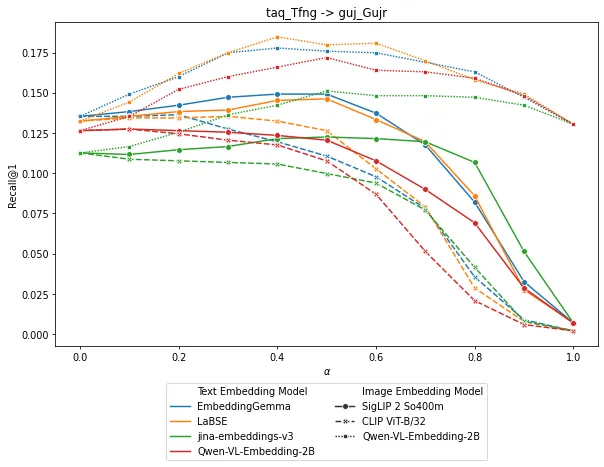 taq_Tfng -> guj_Gujr
Recall@1
0.175
0.150
0.125
0.100
0.075
0.050
0.025
0.000
0.0 0.2 0.4 0.6 0.8 1.0
α
Text Embedding Model
EmbeddingGemma
LaBSE
jina-embeddings-v3
Qwen-VL-Embedding-2B
Image Embedding Model
SigLIP 2 So400m
CLIP ViT-B/32
Qwen-VL-Embedding-2B